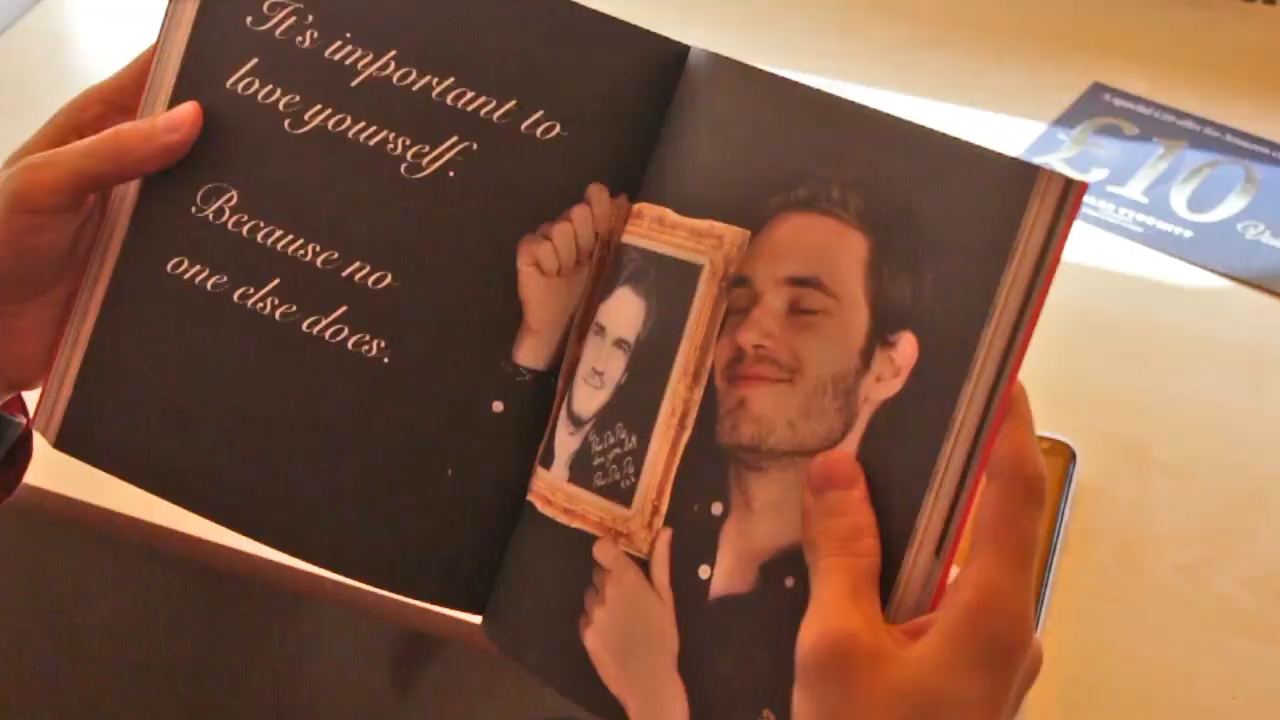 It's important to
love yourself.
Because no
one else does.
£10